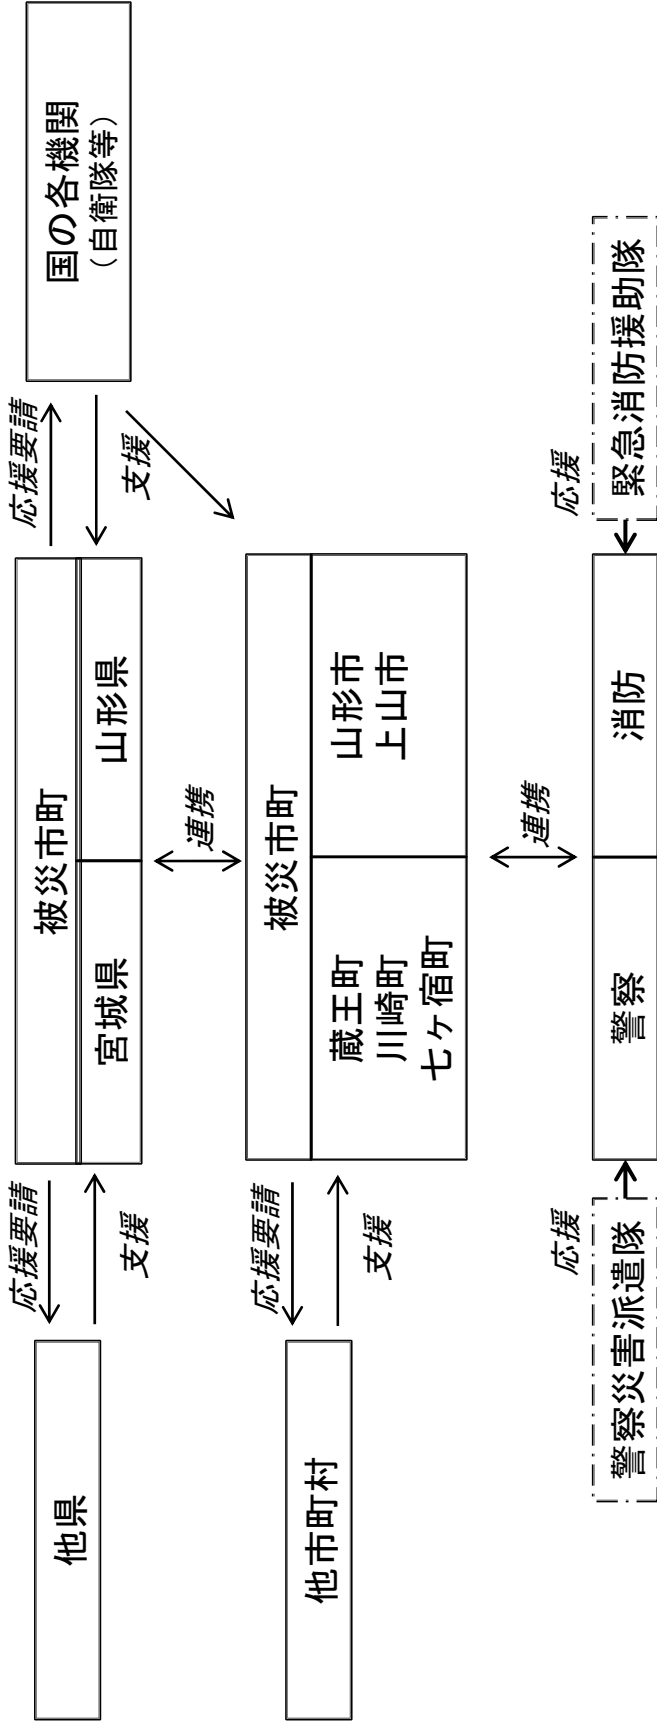 被災市町
宮城県
山形県
他県
応援要請
支援
応援要請
支援
国の各機関
（自衛隊等）
連携
被災市町
蔵王町
川崎町
七ヶ宿町
山形市
上山市
他市町村
応援要請
支援
連携
警察
消防
応援
警察災害派遣隊
応援
緊急消防援助隊